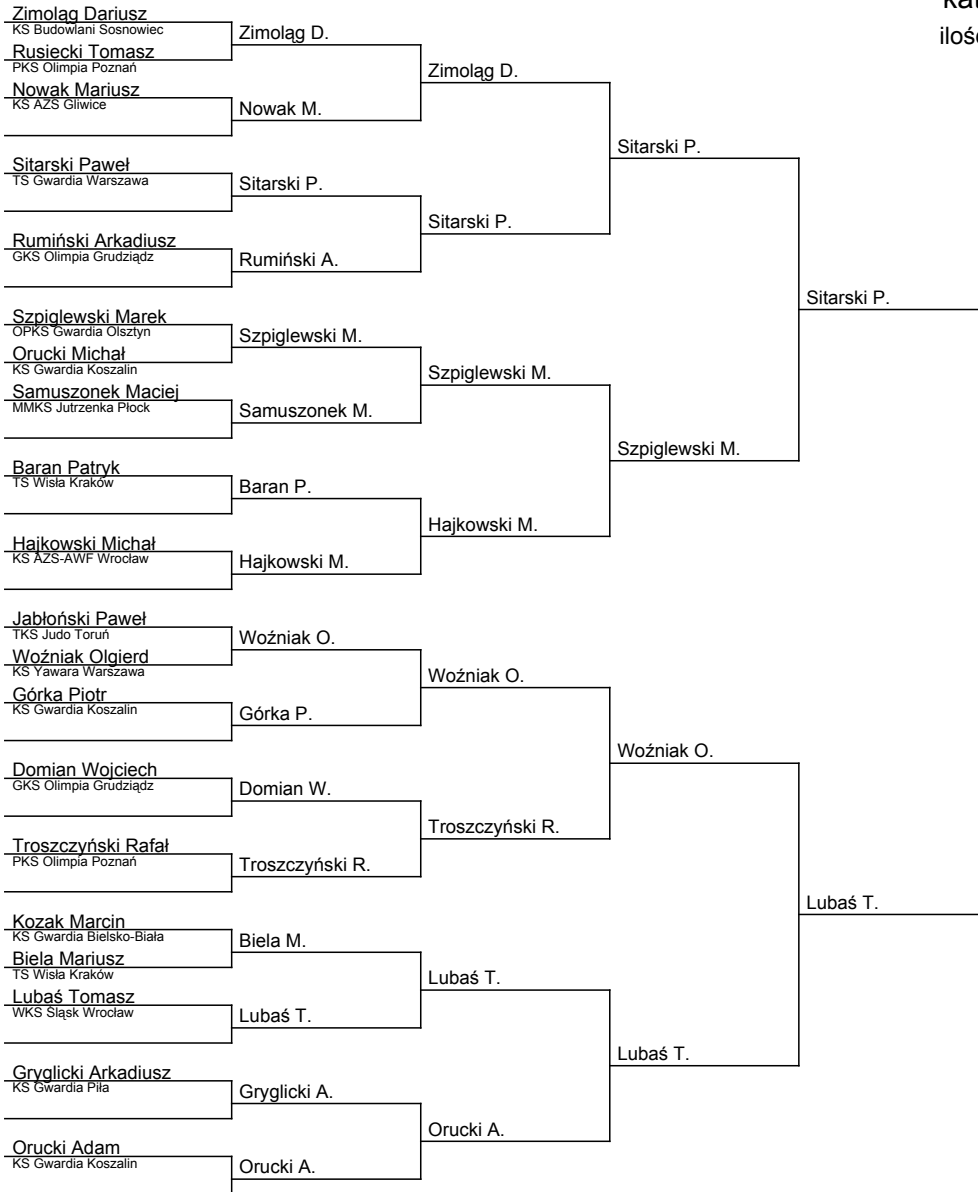 Zimoląg Dariusz
KS Budowlani Sosnowiec
Rusiecki Tomasz
PKS Olimpia Poznań
Nowak Mariusz
KS AZS Gliwice
Sitarski Paweł
TS Gwardia Warszawa
Rumiński Arkadiusz
GKS Olimpia Grudziądz
Szpiglewski Marek
OPKS Gwardia Olsztyn
Orucki Michał
KS Gwardia Koszalin
Samuszonek Maciej
MMKS Jutrzenka Płock
Baran Patryk
TS Wisła Kraków
Hajkowski Michał
KS AZS-AWF Wrocław
Jabłoński Paweł
TKS Judo Toruń
Woźniak Olgierd
KS Yawara Warszawa
Górka Piotr
KS Gwardia Koszalin
Domian Wojciech
GKS Olimpia Grudziądz
Troszczyński Rafał
PKS Olimpia Poznań
Kozak Marcin
KS Gwardia Bielsko-Biała
Biela Mariusz
TS Wisła Kraków
Lubaś Tomasz
WKS Śląsk Wrocław
Gryglicki Arkadiusz
KS Gwardia Piła
Orucki Adam
KS Gwardia Koszalin
Zimoląg D.
Nowak M.
Sitarski P.
Rumiński A.
Szpiglewski M.
Samuszonek M.
Baran P.
Hajkowski M.
Woźniak O.
Górka P.
Domian W.
Troszczyński R.
Biela M.
Lubaś T.
Gryglicki A.
Orucki A.
Zimoląg D.
Sitarski P.
Szpiglewski M.
Hajkowski M.
Woźniak O.
Troszczyński R.
Lubaś T.
Orucki A.
Sitarski P.
Szpiglewski M.
Woźniak O.
Lubaś T.
Sitarski P.
Lubaś T.